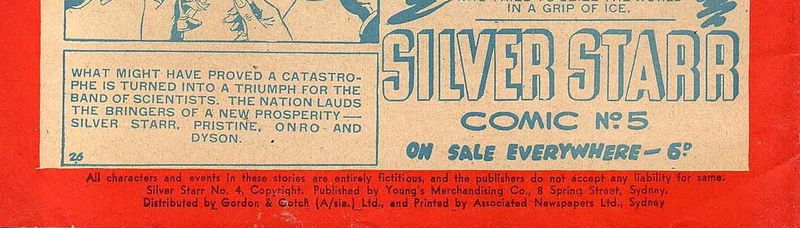 WHAT MIGHT HAVE PROVED A CATASTRO-
PHE IS TURNED INTO A TRIUMPH FOR THE
BAND OF SCIENTISTS. THE NATION LAUDS
THE BRINGERS OF A NEW PROSPERITY —
SILVER STARR, PRISTINE, ONRO AND
DYSON.
26
IN A GRIP OF ICE,
SILVER STARR
COMIC Nº 5
ON SALE EVERYWHERE — 6ᴰ
All characters and events in these stories are entirely fictitious, and the publishers do not accept any liability for same.
Silver Starr No. 4, Copyright. Published by Young's Merchandising Co., 8 Spring Street, Sydney.
Distributed by Gordon & Gotch (A/sia.) Ltd., and Printed by Associated Newspapers Ltd., Sydney